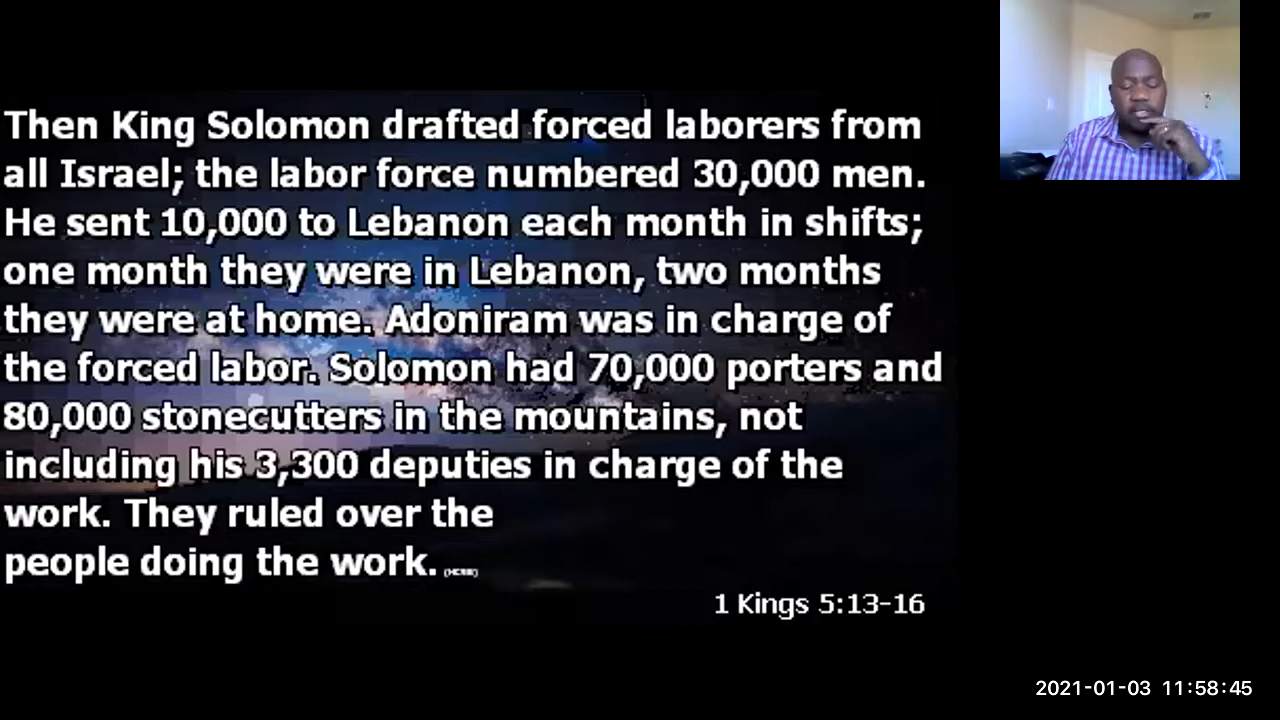 Then King Solomon drafted forced laborers from
all Israel; the labor force numbered 30,000 men.
He sent 10,000 to Lebanon each month in shifts;
one month they were in Lebanon, two months
they were at home. Adoniram was in charge of
the forced labor. Solomon had 70,000 porters and
80,000 stonecutters in the mountains, not
including his 3,300 deputies in charge of the
work. They ruled over the
people doing the work.
1 Kings 5:13-16
2021-01-03 11:58:45